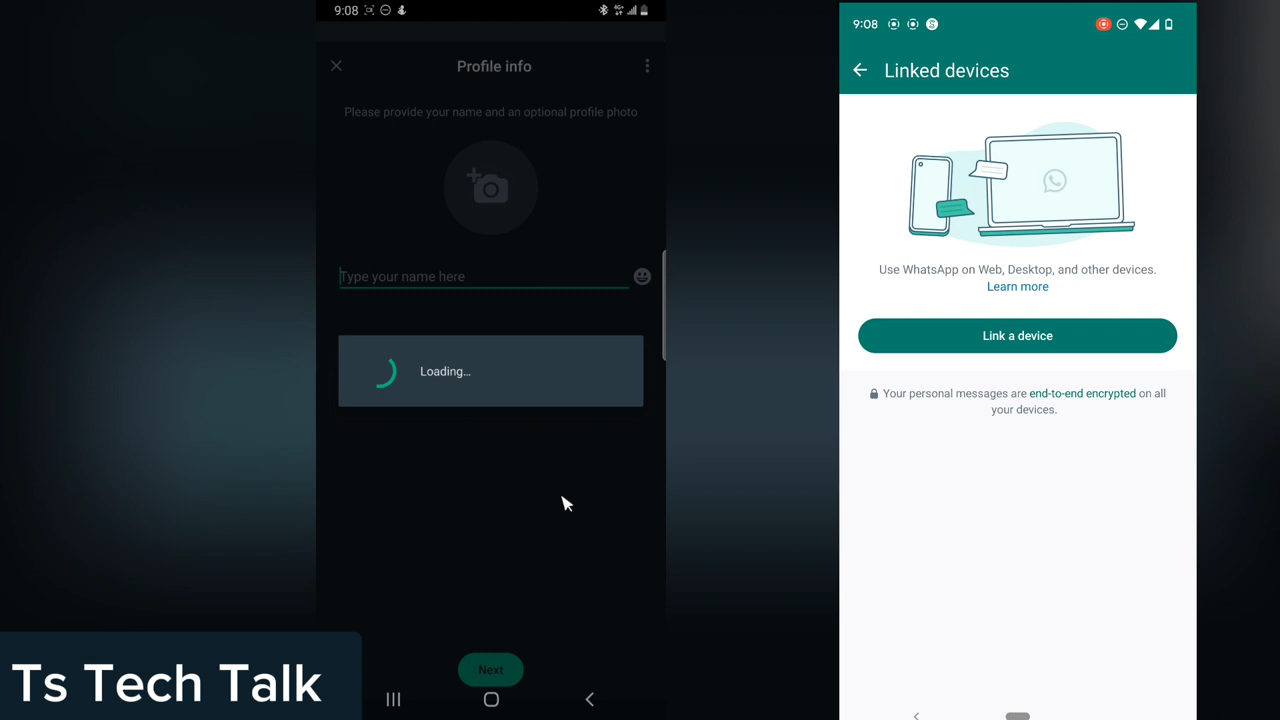 9:08
Profile info
Please provide your name and an optional profile photo
Type your name here
Loading...
Next
Ts Tech Talk
9:08
Linked devices
Use WhatsApp on Web, Desktop, and other devices.
Learn more
Link a device
Your personal messages are end-to-end encrypted on all
your devices.